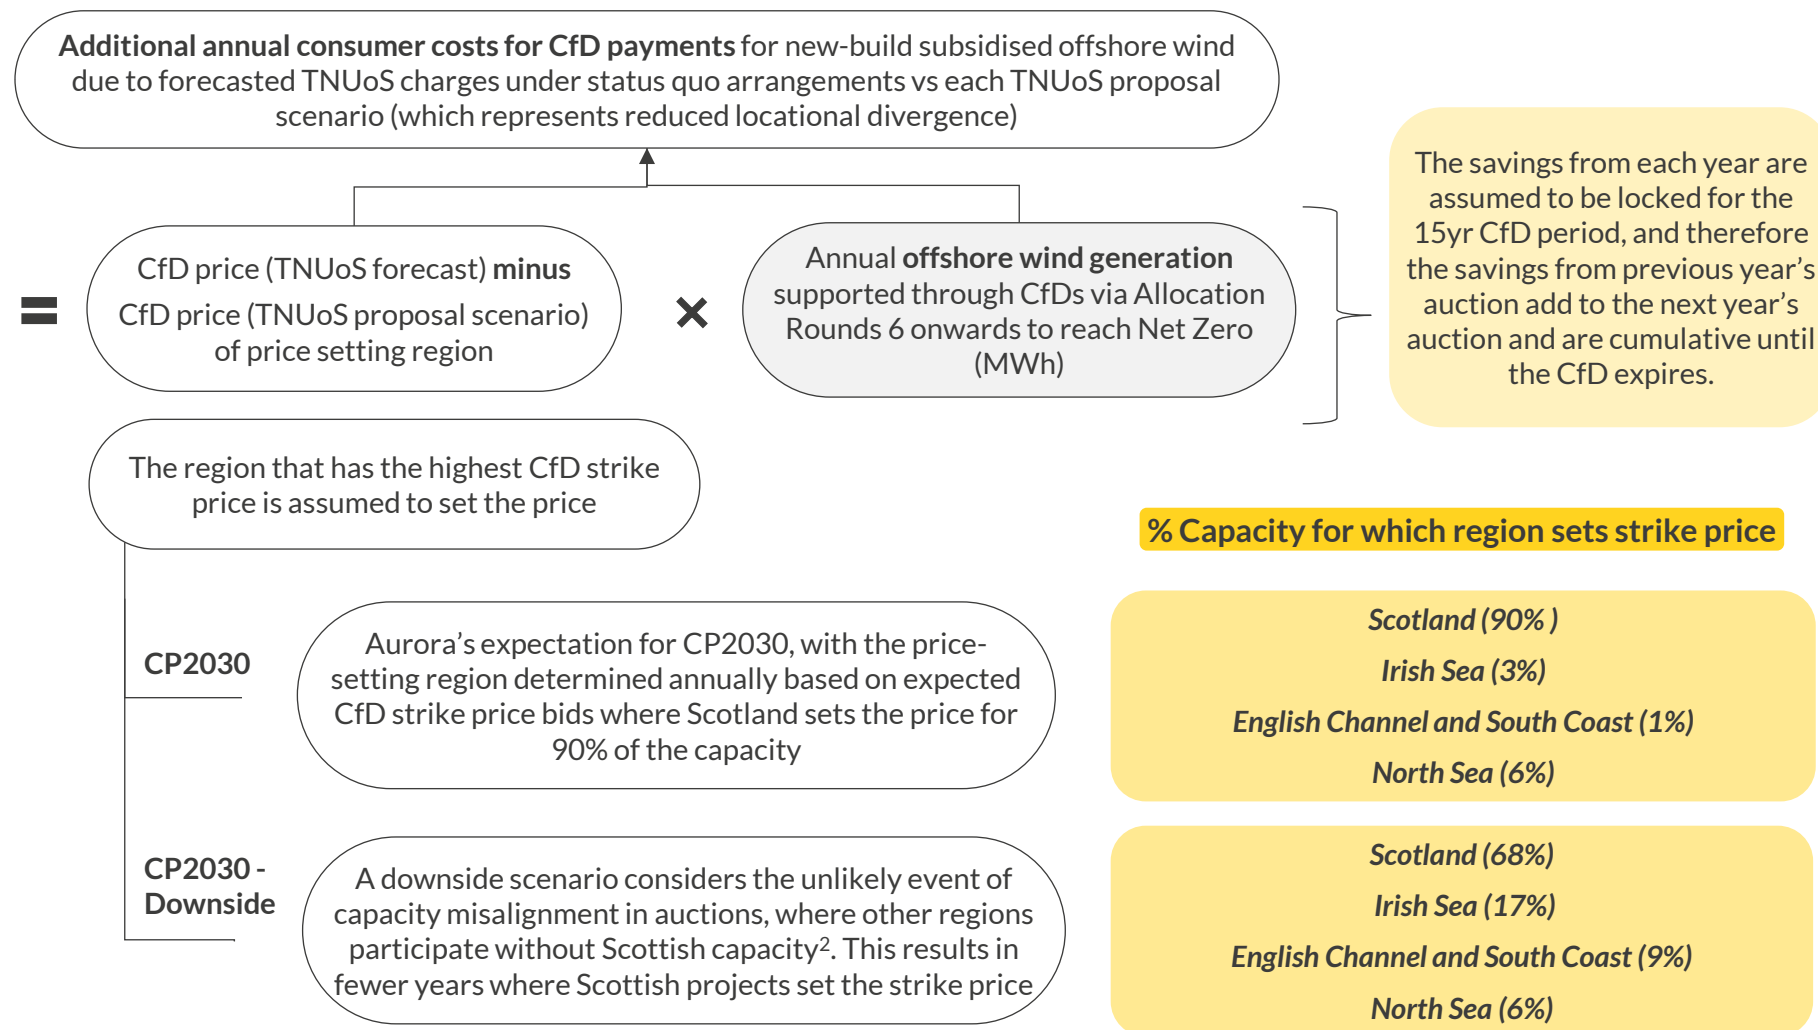 Additional annual consumer costs for CfD payments for new-build subsidised offshore wind
due to forecasted TNUoS charges under status quo arrangements vs each TNUoS proposal
scenario (which represents reduced locational divergence)
=
CfD price (TNUoS forecast) minus
CfD price (TNUoS proposal scenario)
of price setting region
×
Annual offshore wind generation
supported through CfDs via Allocation
Rounds 6 onwards to reach Net Zero
(MWh)
The savings from each year are
assumed to be locked for the
15yr CfD period, and therefore
the savings from previous year's
auction add to the next year's
auction and are cumulative until
the CfD expires.
The region that has the highest CfD strike
price is assumed to set the price
% Capacity for which region sets strike price
CP2030
Aurora's expectation for CP2030, with the price-
setting region determined annually based on expected
CfD strike price bids where Scotland sets the price for
90% of the capacity
Scotland (90% )
Irish Sea (3%)
English Channel and South Coast (1%)
North Sea (6%)
CP2030 -
Downside
A downside scenario considers the unlikely event of
capacity misalignment in auctions, where other regions
participate without Scottish capacity². This results in
fewer years where Scottish projects set the strike price
Scotland (68%)
Irish Sea (17%)
English Channel and South Coast (9%)
North Sea (6%)